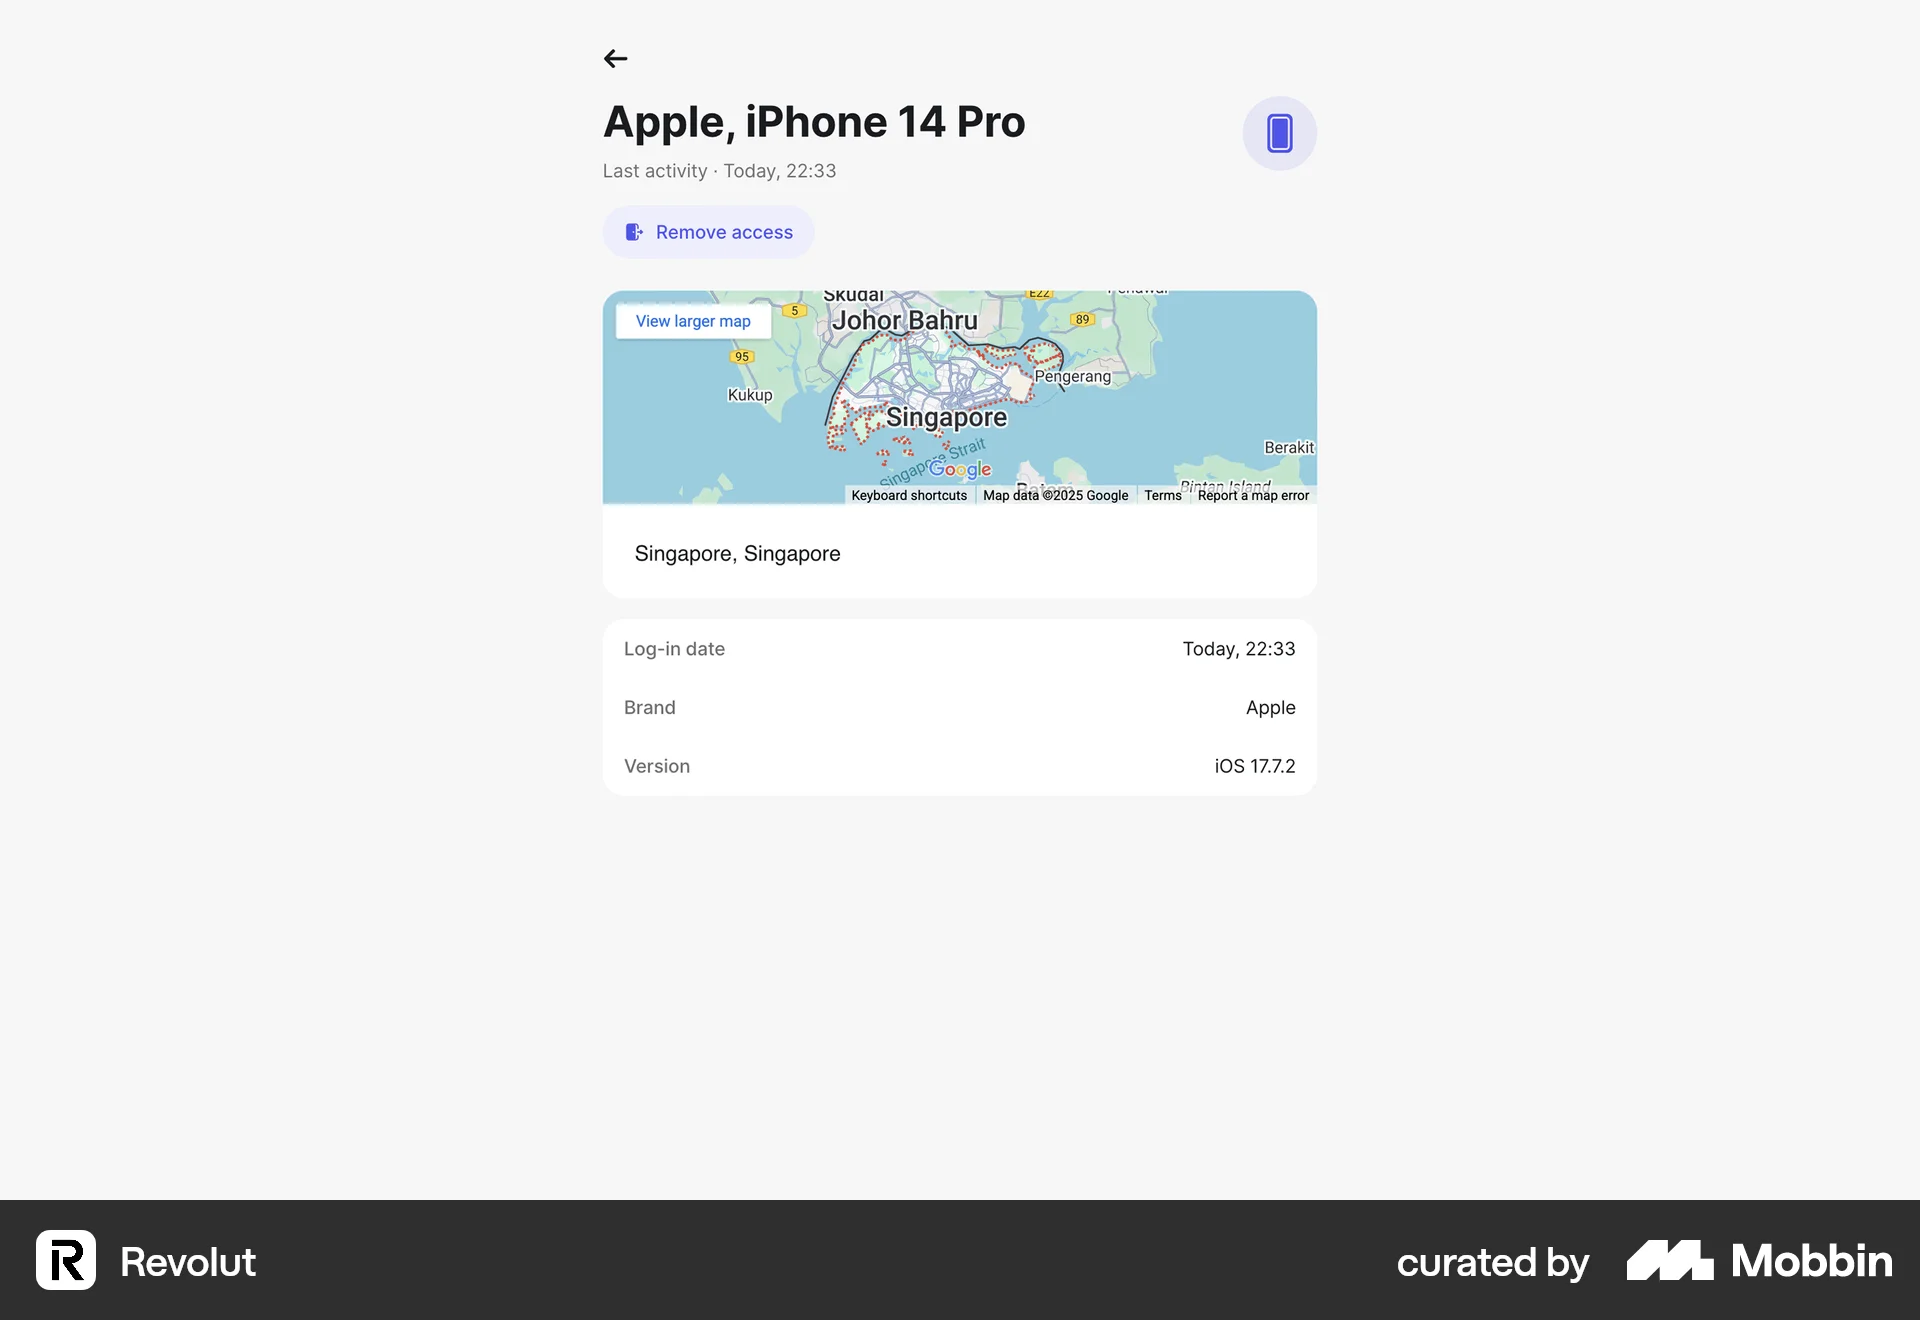 Apple, iPhone 14 Pro
Last activity · Today, 22:33
Remove access
Skudai
E22
View larger map
5
Johor Bahru
89
95
Pengerang
Kukup
Singapore
Berakit
Singapore Strait
Google
Bintan Island
Keyboard shortcuts
Map data ©2025 Google
Terms
Report a map error
Singapore, Singapore
Log-in date
Today, 22:33
Brand
Apple
Version
iOS 17.7.2
Revolut
curated by
Mobbin